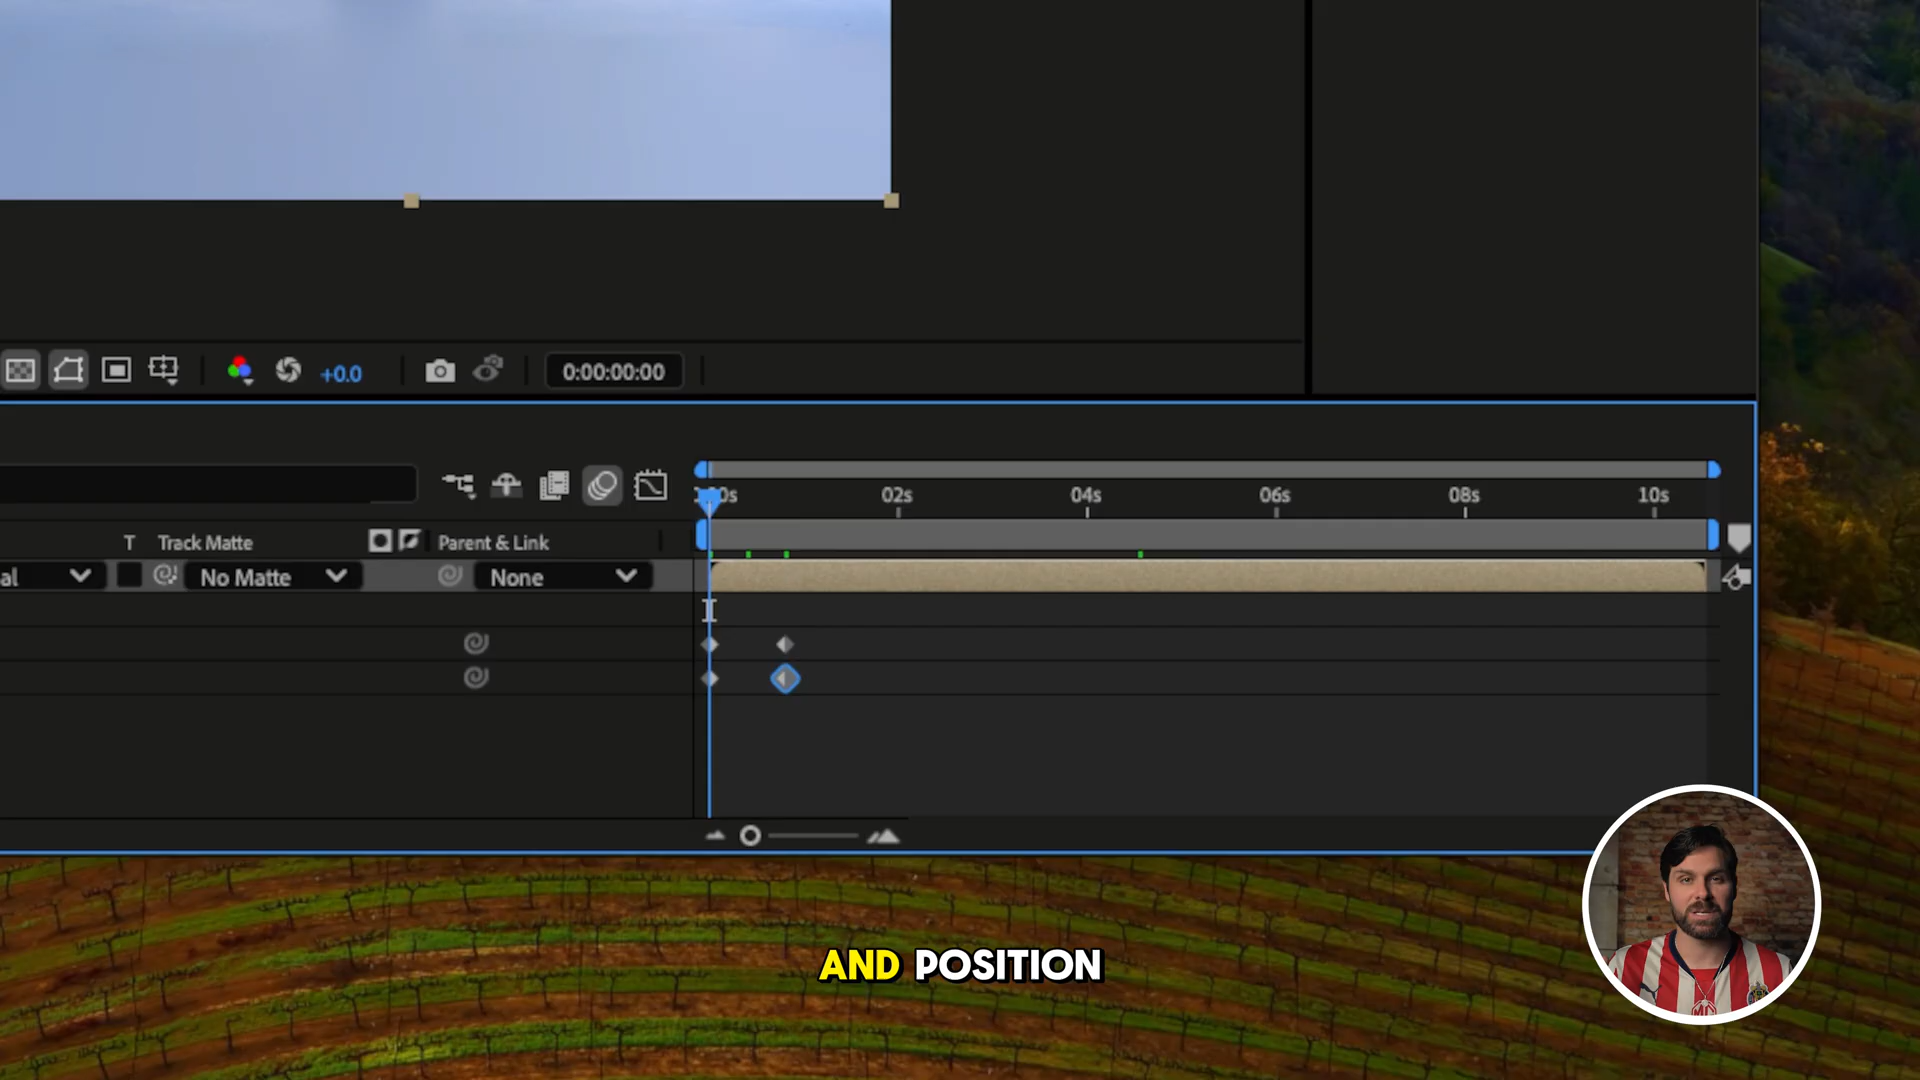 +0.0
0:00:00:00
02s
04s
06s
08s
10s
T
Track Matte
Parent & Link
al
No Matte
None
AND POSITION